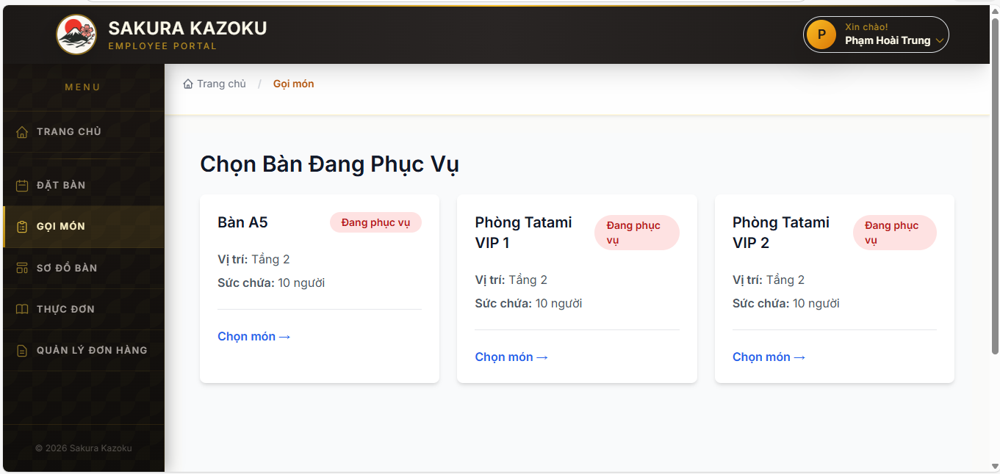 SAKURA KAZOKU
EMPLOYEE PORTAL
P
Xin chào!
Phạm Hoài Trung
MENU
TRANG CHỦ
ĐẶT BÀN
GỌI MÓN
SƠ ĐỒ BÀN
THỰC ĐƠN
QUẢN LÝ ĐƠN HÀNG
© 2026 Sakura Kazoku
Trang chủ / Gọi món
Chọn Bàn Đang Phục Vụ
Bàn A5
Đang phục vụ
Vị trí: Tầng 2
Sức chứa: 10 người
Chọn món →
Phòng Tatami
VIP 1
Đang phục
vụ
Vị trí: Tầng 2
Sức chứa: 10 người
Chọn món →
Phòng Tatami
VIP 2
Đang phục
vụ
Vị trí: Tầng 2
Sức chứa: 10 người
Chọn món →